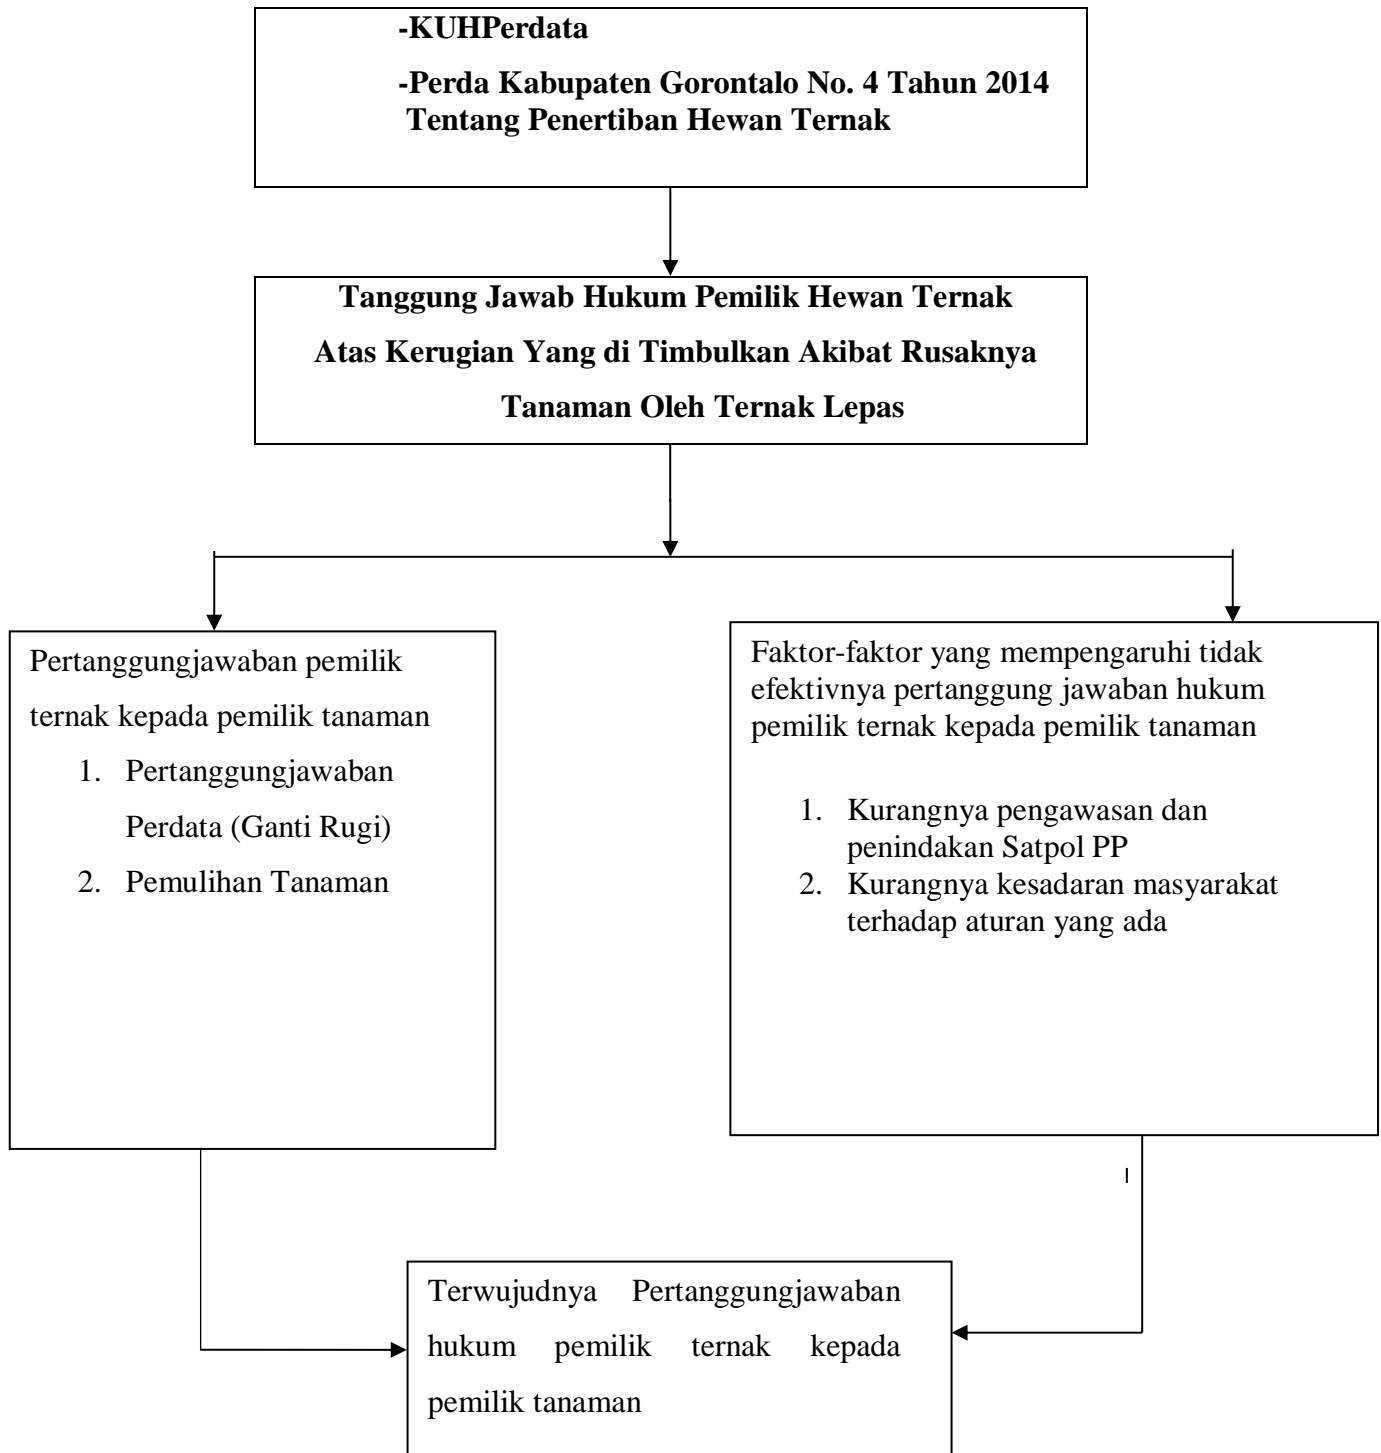 -KUHPerdata
-Perda Kabupaten Gorontalo No. 4 Tahun 2014
Tentang Penertiban Hewan Ternak
Tanggung Jawab Hukum Pemilik Hewan Ternak
Atas Kerugian Yang di Timbulkan Akibat Rusaknya
Tanaman Oleh Ternak Lepas
Pertanggungjawaban pemilik
ternak kepada pemilik tanaman
1. Pertanggungjawaban
Perdata (Ganti Rugi)
2. Pemulihan Tanaman
Faktor-faktor yang mempengaruhi tidak
efektivnya pertanggung jawaban hukum
pemilik ternak kepada pemilik tanaman
1. Kurangnya pengawasan dan
penindakan Satpol PP
2. Kurangnya kesadaran masyarakat
terhadap aturan yang ada
Terwujudnya Pertanggungjawaban
hukum pemilik ternak kepada
pemilik tanaman